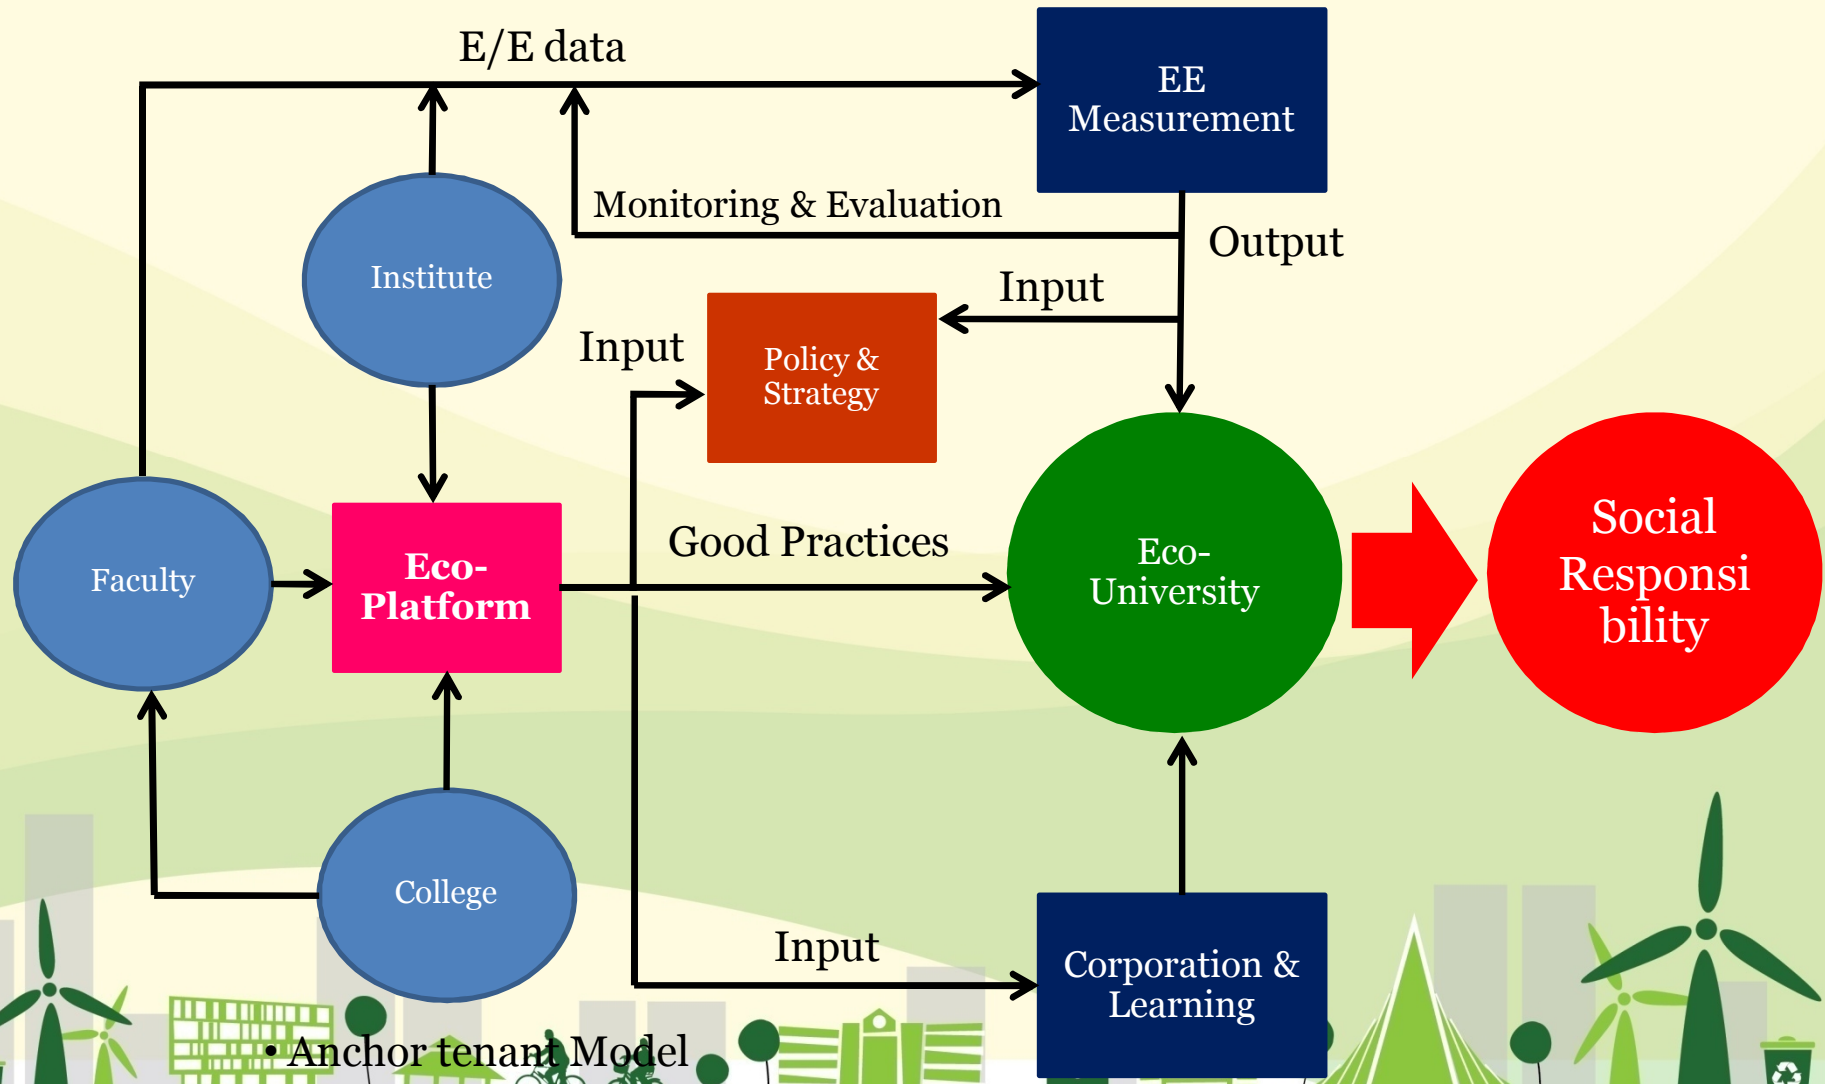 E/E data
EE
Measurement
Monitoring & Evaluation
Output
Institute
Input
Input
Policy &
Strategy
Good Practices
Faculty
Eco-
Platform
Eco-
University
Social
Responsi
bility
College
Input
Corporation &
Learning
• Anchor tenant Model